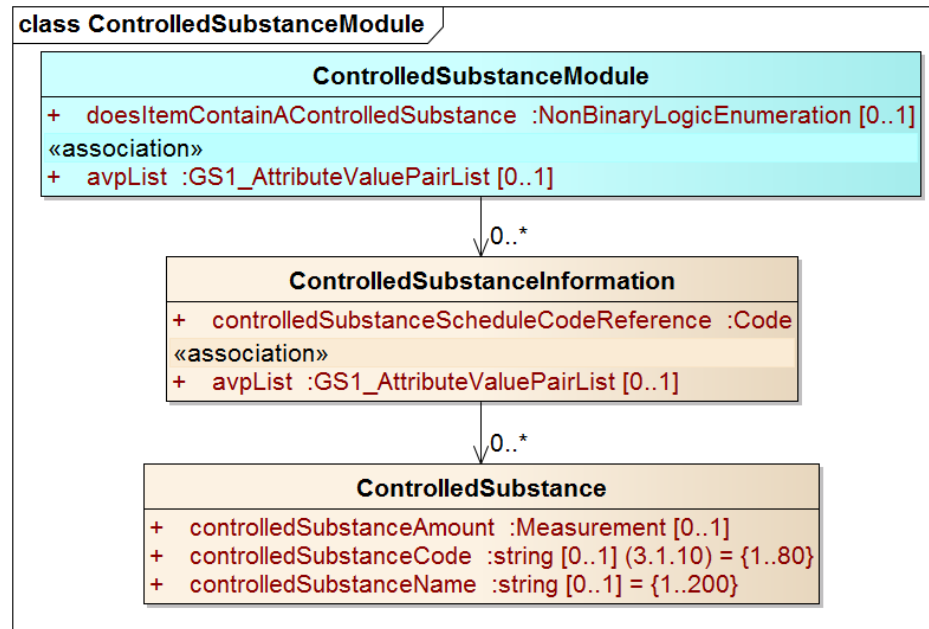 class ControlledSubstanceModule
ControlledSubstanceModule
+ doesItemContainAControlledSubstance :NonBinaryLogicEnumeration [0..1]
«association»
+ avpList :GS1_AttributeValuePairList [0..1]
0..*
ControlledSubstanceInformation
+ controlledSubstanceScheduleCodeReference :Code
«association»
+ avpList :GS1_AttributeValuePairList [0..1]
0..*
ControlledSubstance
+ controlledSubstanceAmount :Measurement [0..1]
+ controlledSubstanceCode :string [0..1] (3.1.10) = {1..80}
+ controlledSubstanceName :string [0..1] = {1..200}